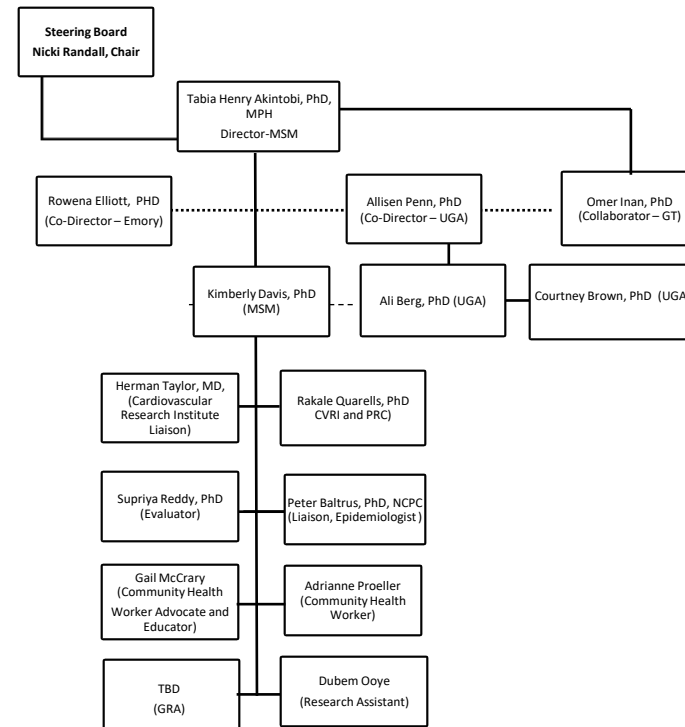 Steering Board
Nicki Randall, Chair
Tabia Henry Akintobi, PhD,
MPH
Director-MSM
Rowena Elliott, PHD
(Co-Director – Emory)
Allisen Penn, PhD
(Co-Director – UGA)
Omer Inan, PhD
(Collaborator – GT)
Kimberly Davis, PhD
(MSM)
Ali Berg, PhD (UGA)
Courtney Brown, PhD (UGA
Herman Taylor, MD,
(Cardiovascular
Research Institute
Liaison)
Rakale Quarells, PhD
CVRI and PRC)
Supriya Reddy, PhD
(Evaluator)
Peter Baltrus, PhD, NCPC
(Liaison, Epidemiologist)
Gail McCrary
(Community Health
Worker Advocate and
Educator)
Adrianne Proeller
(Community Health
Worker)
TBD
(GRA)
Dubem Ooye
(Research Assistant)